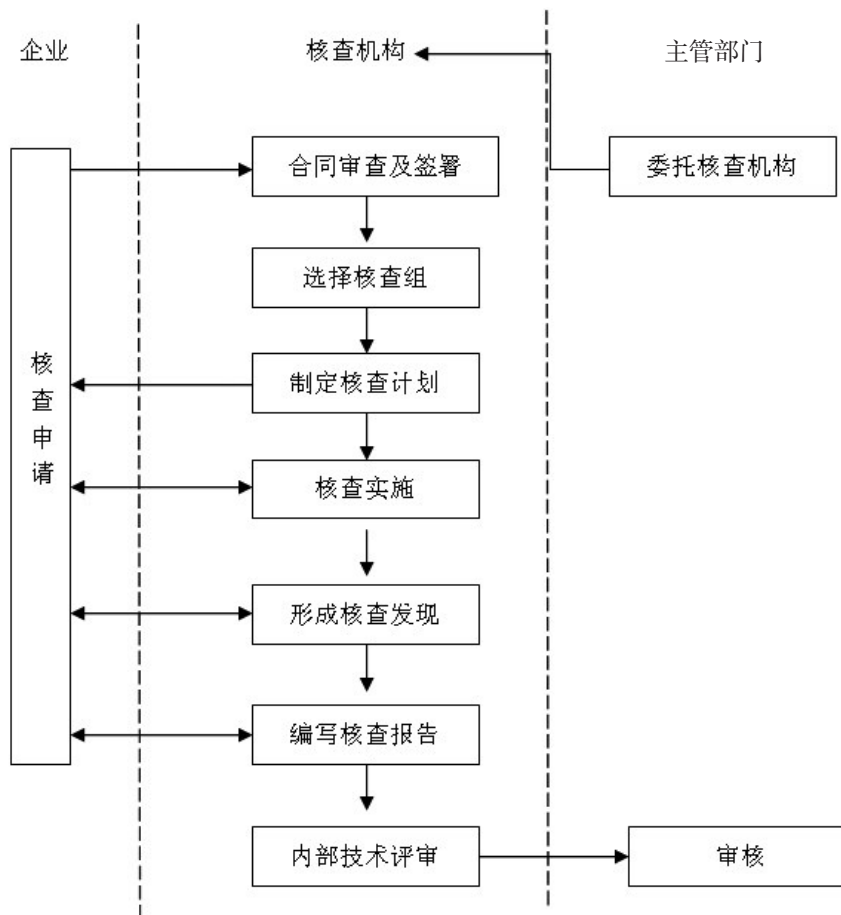 企业
核查机构
主管部门
合同审查及签署
委托核查机构
选择核查组
核查申请
制定核查计划
核查实施
形成核查发现
编写核查报告
内部技术评审
审核